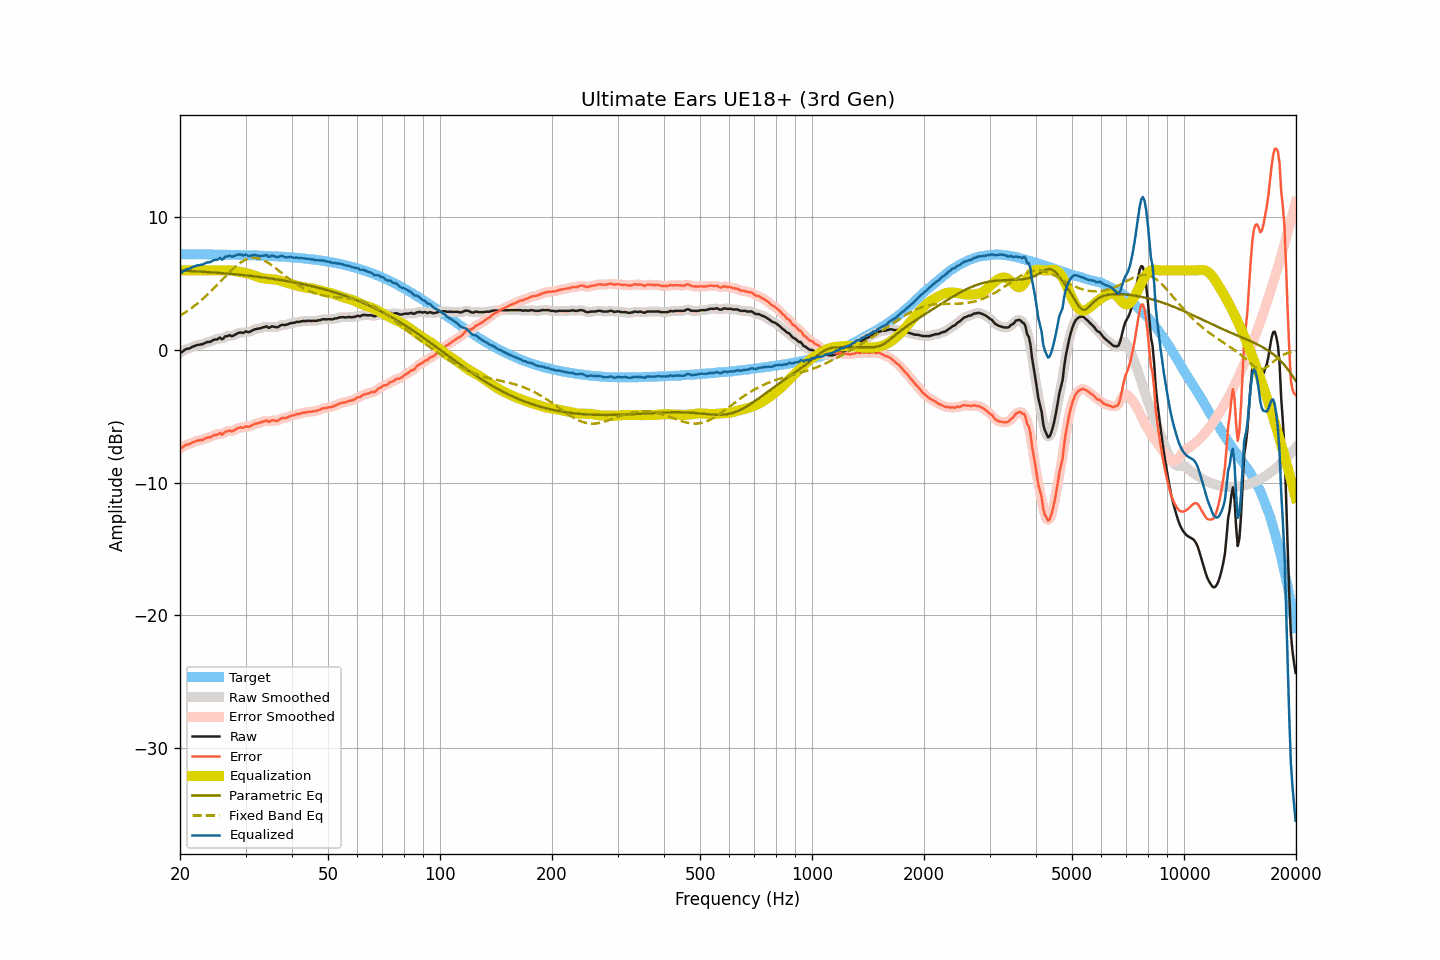 Ultimate Ears UE18+ (3rd Gen)
Amplitude (dBr)
10
0
−10
−20
−30
Target
Raw Smoothed
Error Smoothed
Raw
Error
Equalization
Parametric Eq
Fixed Band Eq
Equalized
20 50 100 200 500 1000 2000 5000 10000 20000
Frequency (Hz)